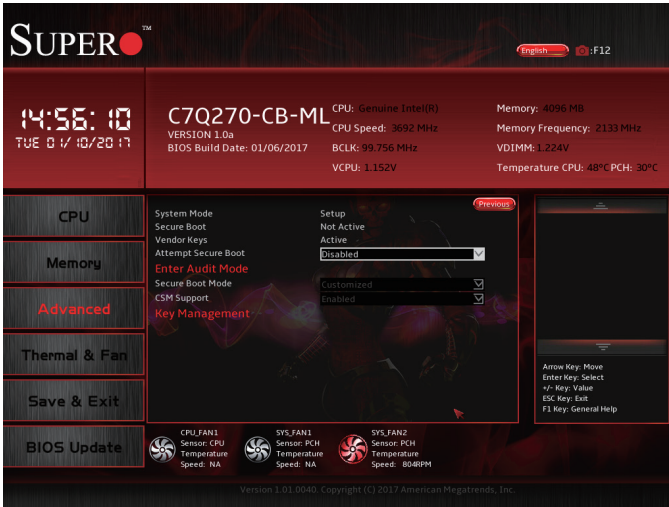 SUPER TM
English :F12
14:56:10
TUE 01/10/2017
C7Q270-CB-ML
VERSION 1.0a
BIOS Build Date: 01/06/2017
CPU: Genuine Intel(R)
CPU Speed: 3692 MHz
BCLK: 99.756 MHz
VCPU: 1.152V
Memory: 4096 MB
Memory Frequency: 2133 MHz
VDIMM: 1.224V
Temperature CPU: 48°C PCH: 30°C
CPU
Memory
Advanced
Thermal & Fan
Save & Exit
BIOS Update
Previous
System Mode Setup
Secure Boot Not Active
Vendor Keys Active
Attempt Secure Boot Disabled
Enter Audit Mode
Secure Boot Mode Customized
CSM Support Enabled
Key Management
Arrow Key: Move
Enter Key: Select
+/- Key: Value
ESC Key: Exit
F1 Key: General Help
CPU_FAN1
Sensor: CPU
Temperature
Speed: NA
SYS_FAN1
Sensor: PCH
Temperature
Speed: NA
SYS_FAN2
Sensor: PCH
Temperature
Speed: 804RPM
Version 1.01.0040. Copyright (C) 2017 American Megatrends, Inc.